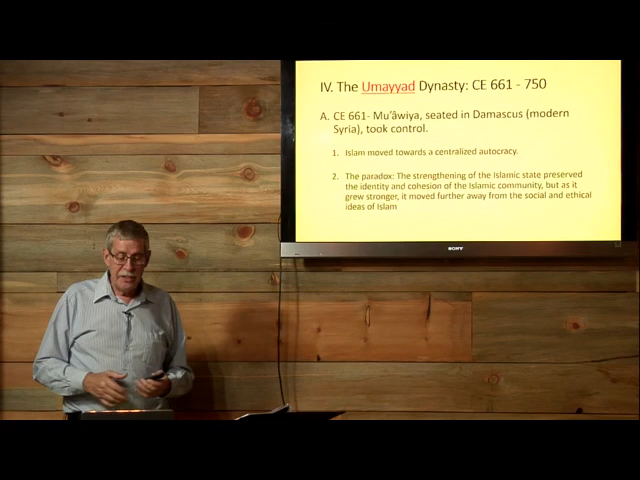 IV. The Umayyad Dynasty: CE 661 - 750
A. CE 661- Mu'âwiya, seated in Damascus (modern
Syria), took control.
1. Islam moved towards a centralized autocracy.
2. The paradox: The strengthening of the Islamic state preserved
the identity and cohesion of the Islamic community, but as it
grew stronger, it moved further away from the social and ethical
ideas of Islam
SONY